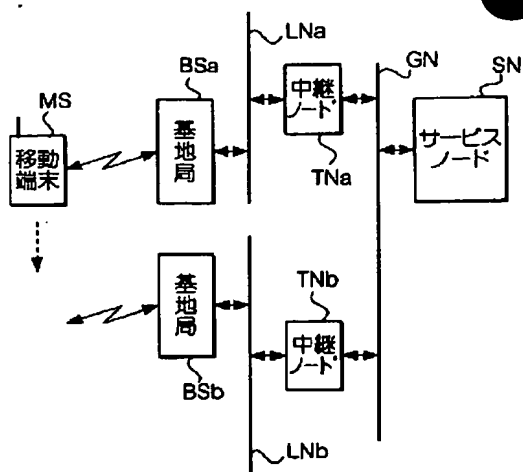 LNa
GN
SN
BSa
MS
中継
ノード
移動
端末
基地局
サービス
ノード
TNa
TNb
基地局
中継
ノード
BSb
LNb